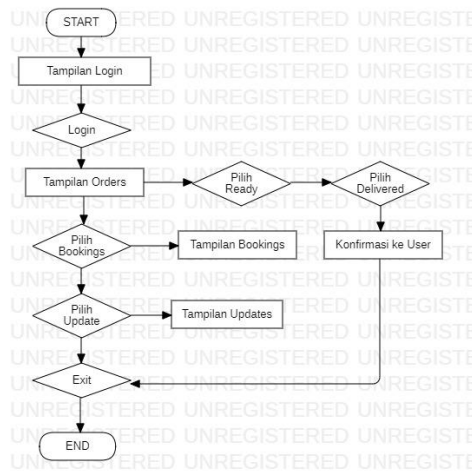 START
Tampilan Login
Login
Tampilan Orders
Pilih
Ready
Pilih
Delivered
Pilih
Bookings
Tampilan Bookings
Konfirmasi ke User
Pilih
Update
Tampilan Updates
Exit
END
UNREGISTERED